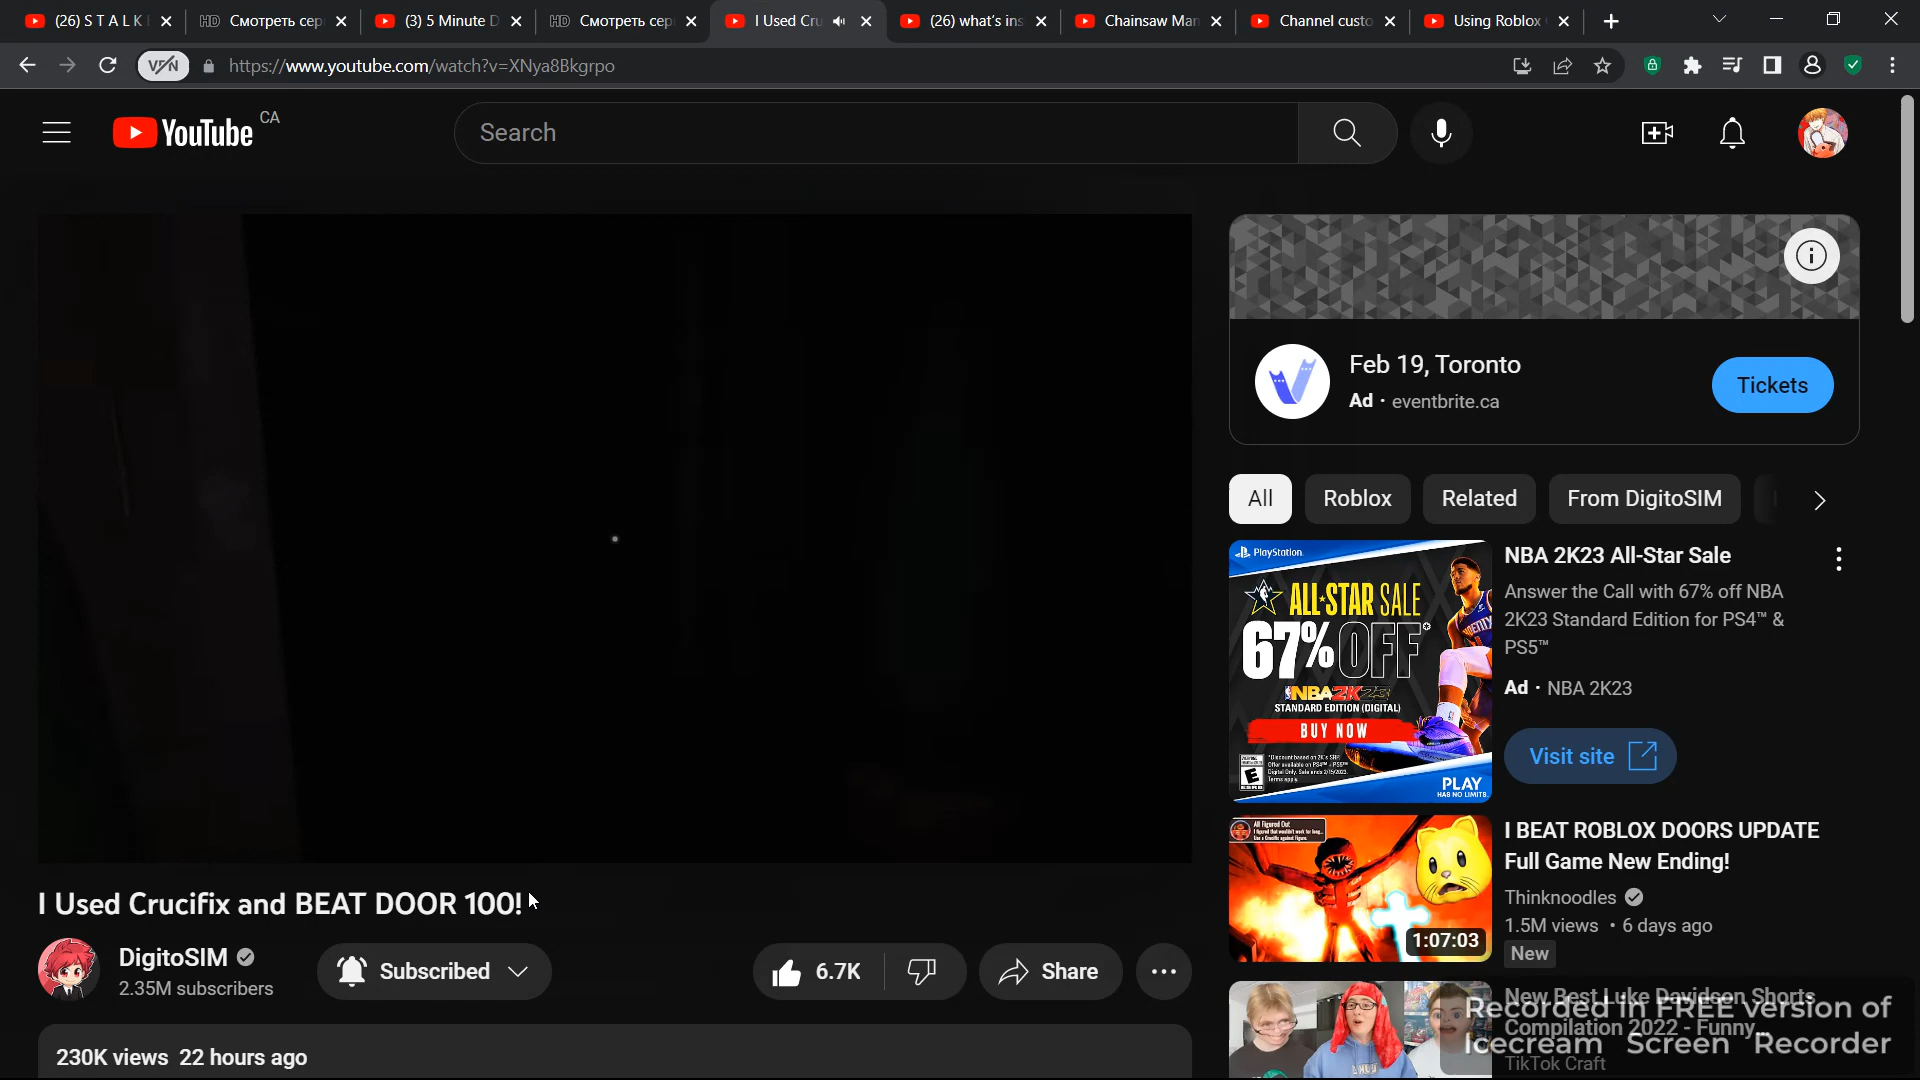 (26) S T A L K
Смотреть сер
(3) 5 Minute D
Смотреть сер
I Used Cru
(26) what's ins
Chainsaw Man
Channel custo
Using Roblox
VPN
https://www.youtube.com/watch?v=XNya8Bkgrpo
YouTube CA
Search
Feb 19, Toronto
Ad · eventbrite.ca
Tickets
All
Roblox
Related
From DigitoSIM
PlayStation.
ALL-STAR SALE
67% OFF*
NBA 2K23
STANDARD EDITION (DIGITAL)
BUY NOW
PLAY
HAS NO LIMITS.
NBA 2K23 All-Star Sale
Answer the Call with 67% off NBA
2K23 Standard Edition for PS4™ &
PS5™
Ad · NBA 2K23
Visit site
All Figured Out
1:07:03
I BEAT ROBLOX DOORS UPDATE
Full Game New Ending!
Thinknoodles
1.5M views · 6 days ago
New
New Best Luke Davidson Shorts
Compilation 2022 - Funny...
TikTok Craft
I Used Crucifix and BEAT DOOR 100!
DigitoSIM
2.35M subscribers
Subscribed
6.7K
Share
230K views 22 hours ago
Recorded in FREE version of
Icecream Screen Recorder